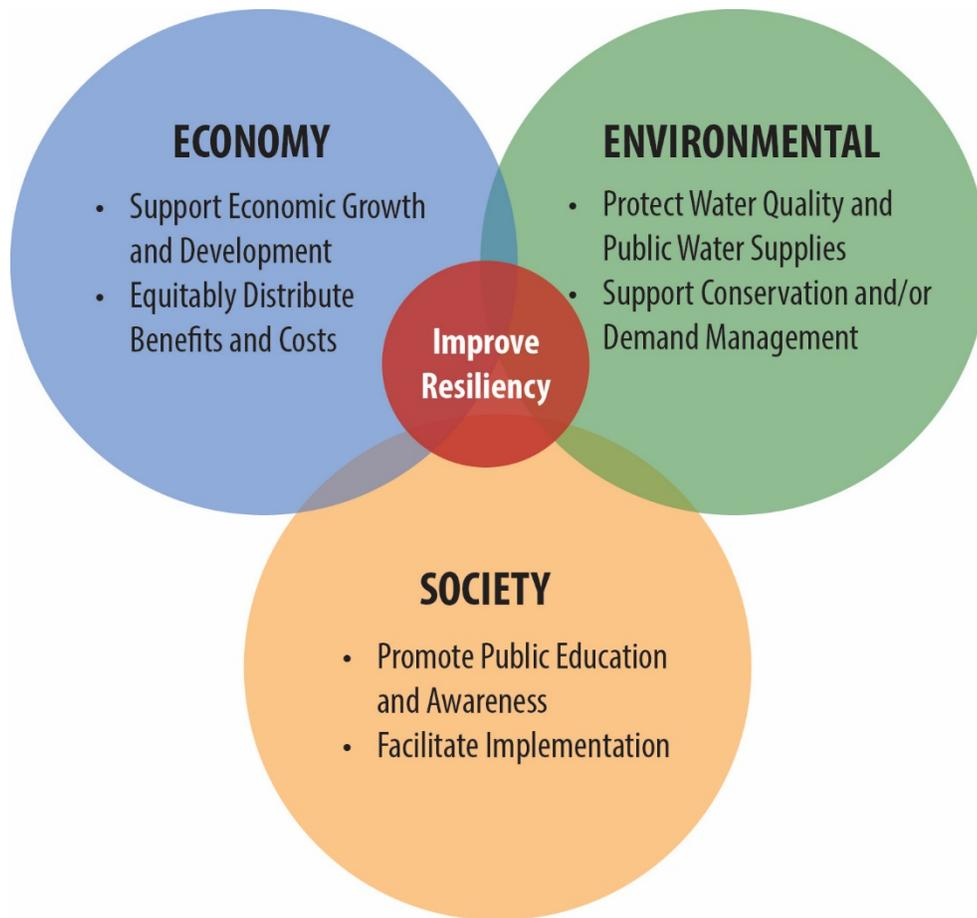 ECONOMY
• Support Economic Growth
and Development
• Equitably Distribute
Benefits and Costs
ENVIRONMENTAL
• Protect Water Quality and
Public Water Supplies
• Support Conservation and/or
Demand Management
Improve
Resiliency
SOCIETY
• Promote Public Education
and Awareness
• Facilitate Implementation